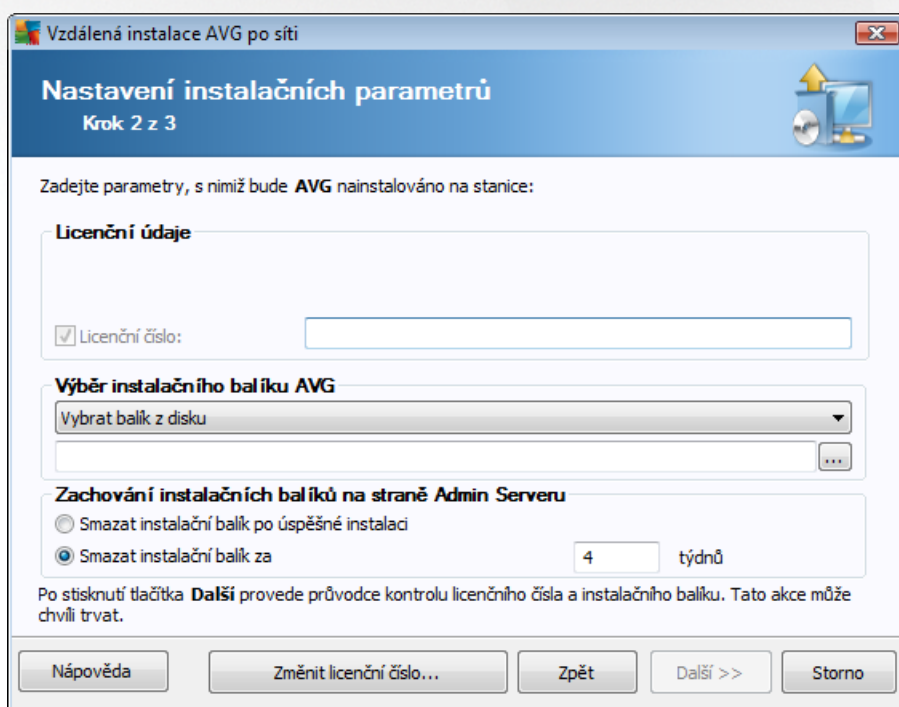 Vzdálená instalace AVG po síti
Nastavení instalačních parametrů
Krok 2 z 3
Zadejte parametry, s nimiž bude AVG nainstalováno na stanice:
Licenční údaje
Licenční číslo:
Výběr instalačního balíku AVG
Vybrat balík z disku
...
Zachování instalačních balíků na straně Admin Serveru
Smazat instalační balík po úspěšné instalaci
Smazat instalační balík za 4 týdnů
Po stisknutí tlačítka Další provede průvodce kontrolu licenčního čísla a instalačního balíku. Tato akce může
chvíli trvat.
Nápověda Změnit licenční číslo... Zpět Další >> Storno